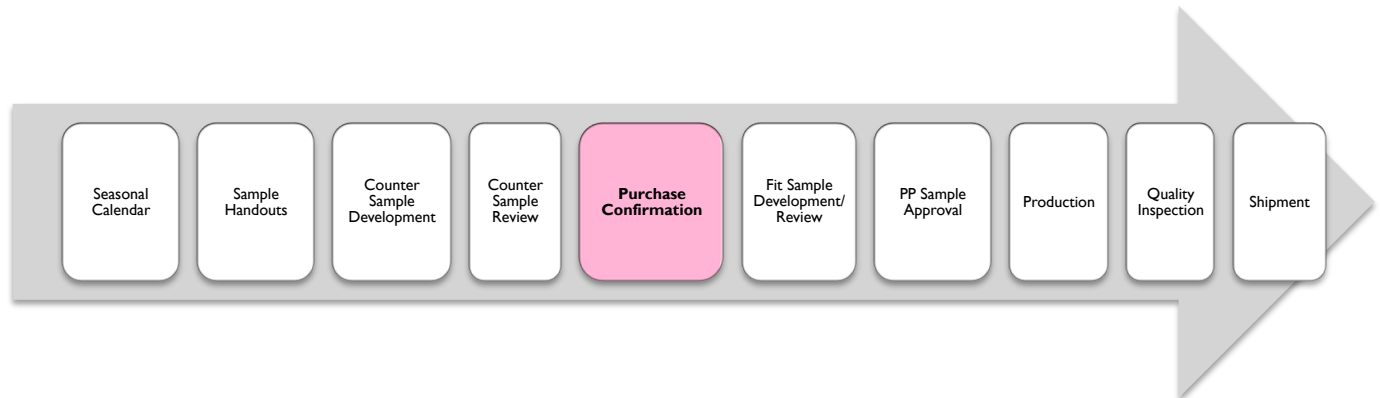 Seasonal
Calendar
Sample
Handouts
Counter
Sample
Development
Counter
Sample
Review
Purchase
Confirmation
Fit Sample
Development/
Review
PP Sample
Approval
Production
Quality
Inspection
Shipment